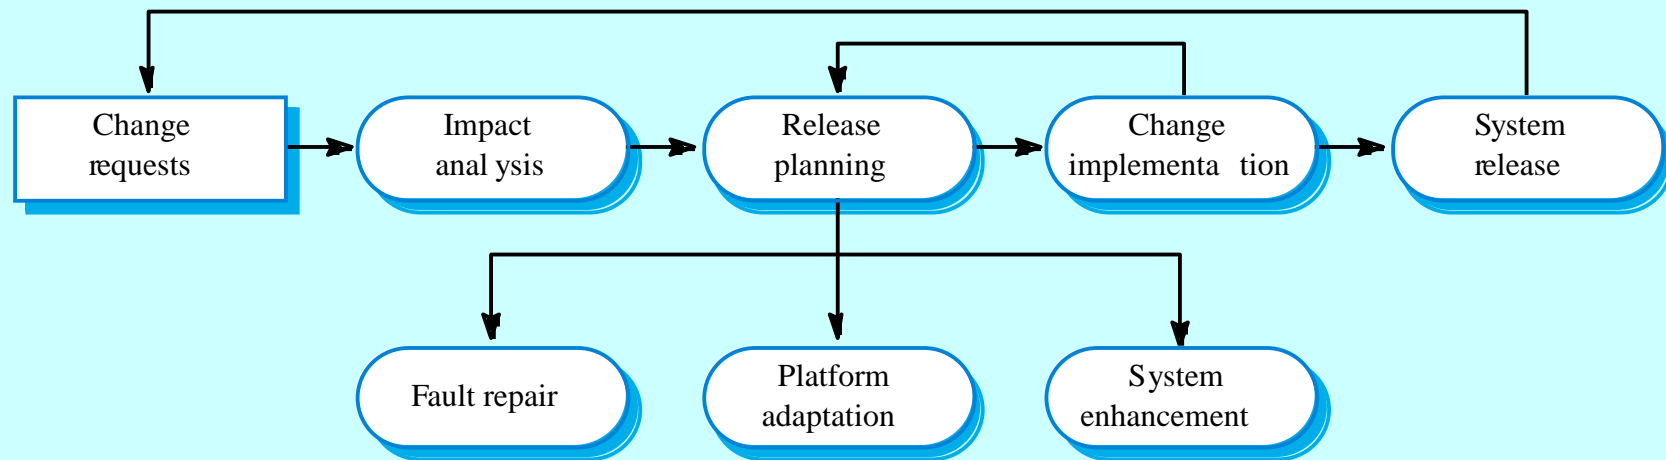 Change
requests
Impact
anal ysis
Release
planning
Change
implementa tion
System
release
Fault repair
Platform
adaptation
System
enhancement